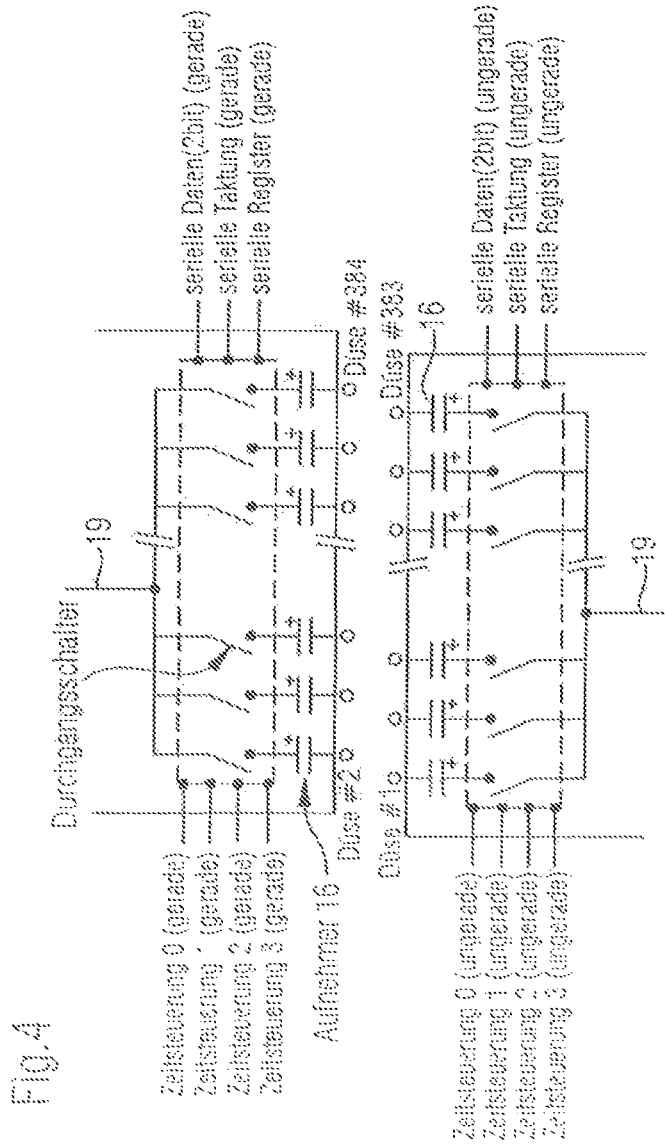 Fig.4
Durchgangsschalter
19
Zeitsteuerung 0 (gerade)
Zeitsteuerung 1 (gerade)
Zeitsteuerung 2 (gerade)
Zeitsteuerung 3 (gerade)
serielle Daten(2bit) (gerade)
serielle Taktung (gerade)
serielle Register (gerade)
Aufnehmer 16
Düse #2
Düse #384
Düse #1
Düse #383
16
Zeitsteuerung 0 (ungerade)
Zeitsteuerung 1 (ungerade)
Zeitsteuerung 2 (ungerade)
Zeitsteuerung 3 (ungerade)
serielle Daten(2bit) (ungerade)
serielle Taktung (ungerade)
serielle Register (ungerade)
19